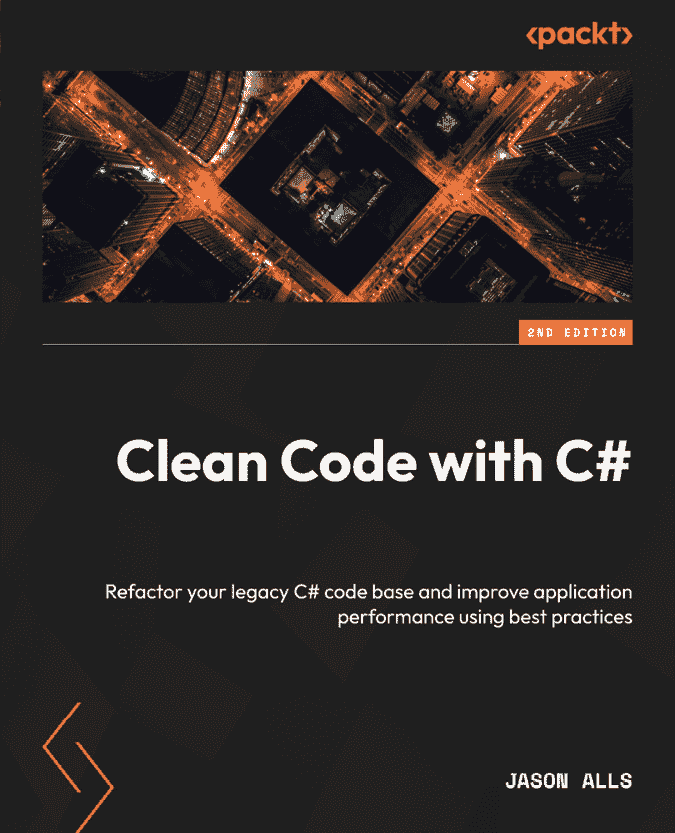 <packt>
2ND EDITION
Clean Code with C#
Refactor your legacy C# code base and improve application
performance using best practices
JASON ALLS